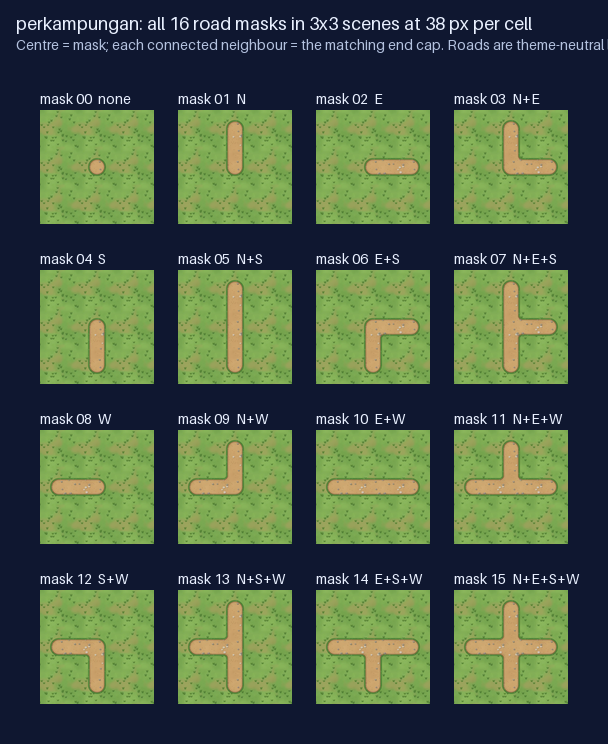 perkampungan: all 16 road masks in 3x3 scenes at 38 px per cell
Centre = mask; each connected neighbour = the matching end cap. Roads are theme-neutral
mask 00 none
mask 01 N
mask 02 E
mask 03 N+E
mask 04 S
mask 05 N+S
mask 06 E+S
mask 07 N+E+S
mask 08 W
mask 09 N+W
mask 10 E+W
mask 11 N+E+W
mask 12 S+W
mask 13 N+S+W
mask 14 E+S+W
mask 15 N+E+S+W